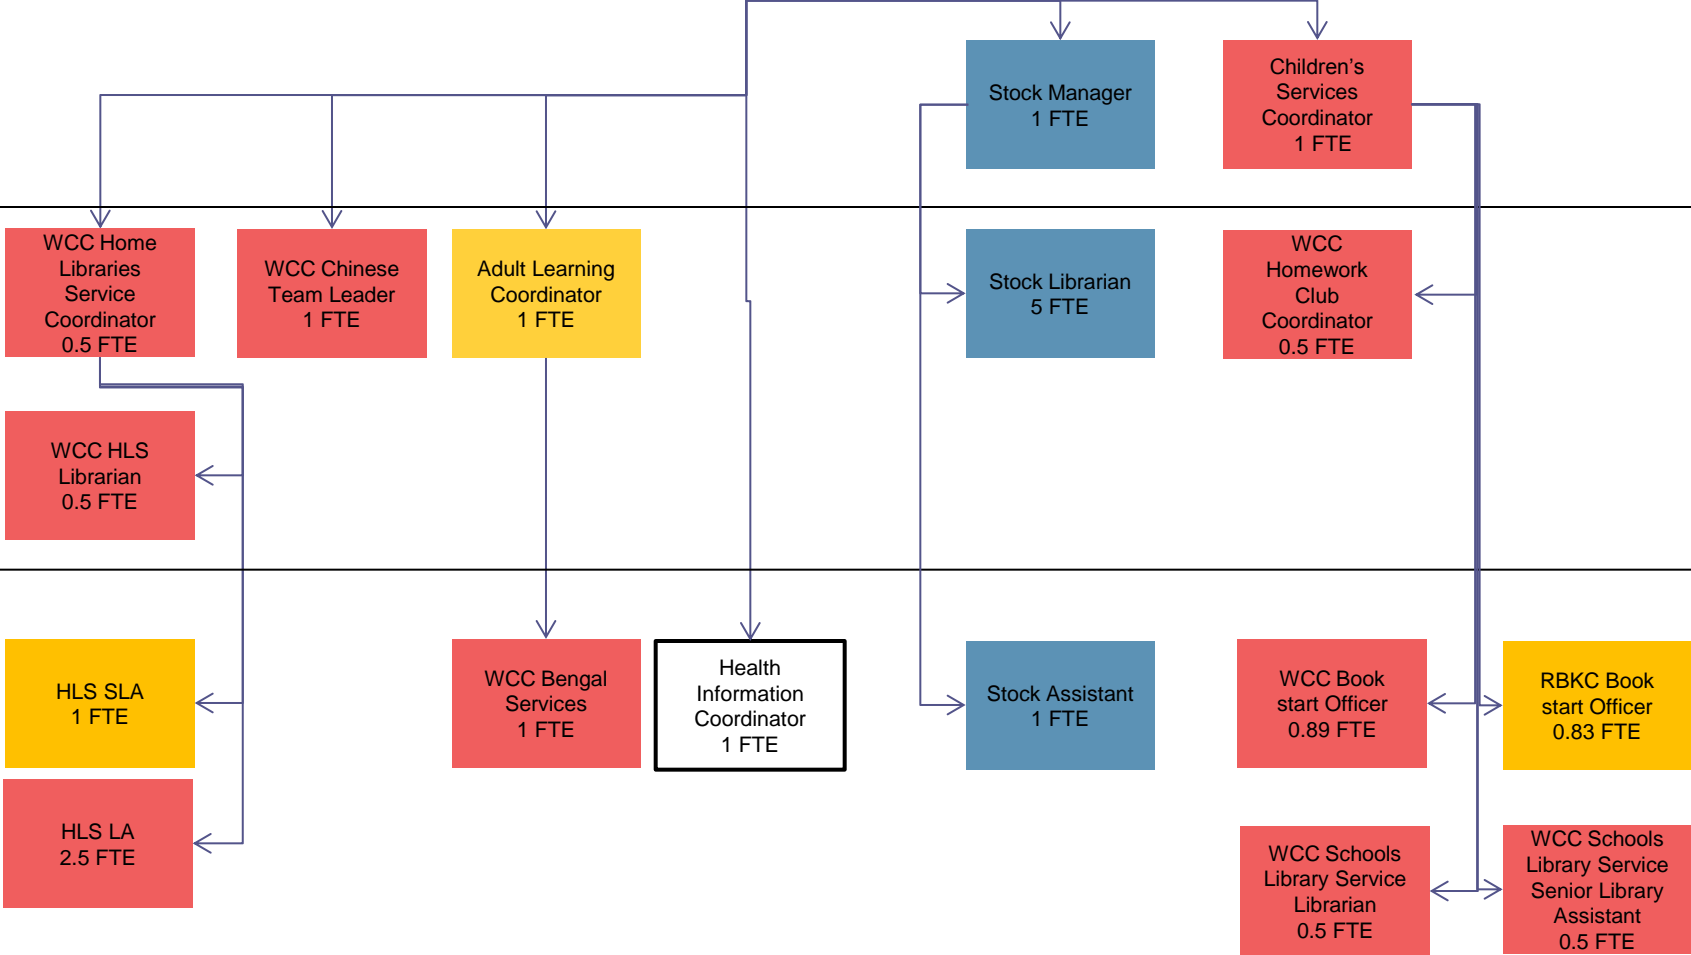 Stock Manager
1 FTE
Children’s
Services
Coordinator
1 FTE
WCC Home
Libraries
Service
Coordinator
0.5 FTE
WCC Chinese
Team Leader
1 FTE
Adult Learning
Coordinator
1 FTE
Stock Librarian
5 FTE
WCC
Homework
Club
Coordinator
0.5 FTE
WCC HLS
Librarian
0.5 FTE
HLS SLA
1 FTE
WCC Bengal
Services
1 FTE
Health
Information
Coordinator
1 FTE
Stock Assistant
1 FTE
WCC Book
start Officer
0.89 FTE
RBKC Book
start Officer
0.83 FTE
HLS LA
2.5 FTE
WCC Schools
Library Service
Librarian
0.5 FTE
WCC Schools
Library Service
Senior Library
Assistant
0.5 FTE